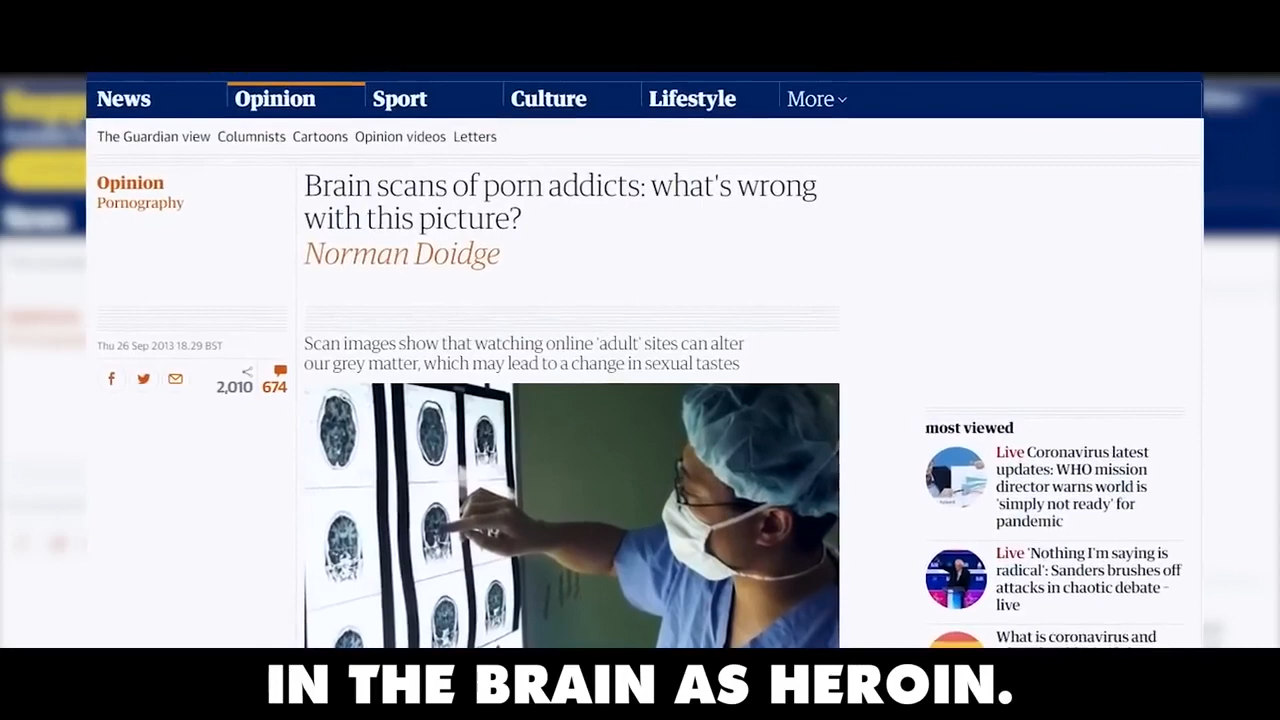 News Opinion Sport Culture Lifestyle More
The Guardian view Columnists Cartoons Opinion videos Letters
Opinion
Pornography
Brain scans of porn addicts: what's wrong
with this picture?
Norman Doidge
Thu 26 Sep 2013 18.29 BST
2,010 674
Scan images show that watching online 'adult' sites can alter
our grey matter, which may lead to a change in sexual tastes
most viewed
Live Coronavirus latest
updates: WHO mission
director warns world is
'simply not ready' for
pandemic
Live 'Nothing I'm saying is
radical': Sanders brushes off
attacks in chaotic debate –
live
What is coronavirus and
IN THE BRAIN AS HEROIN.